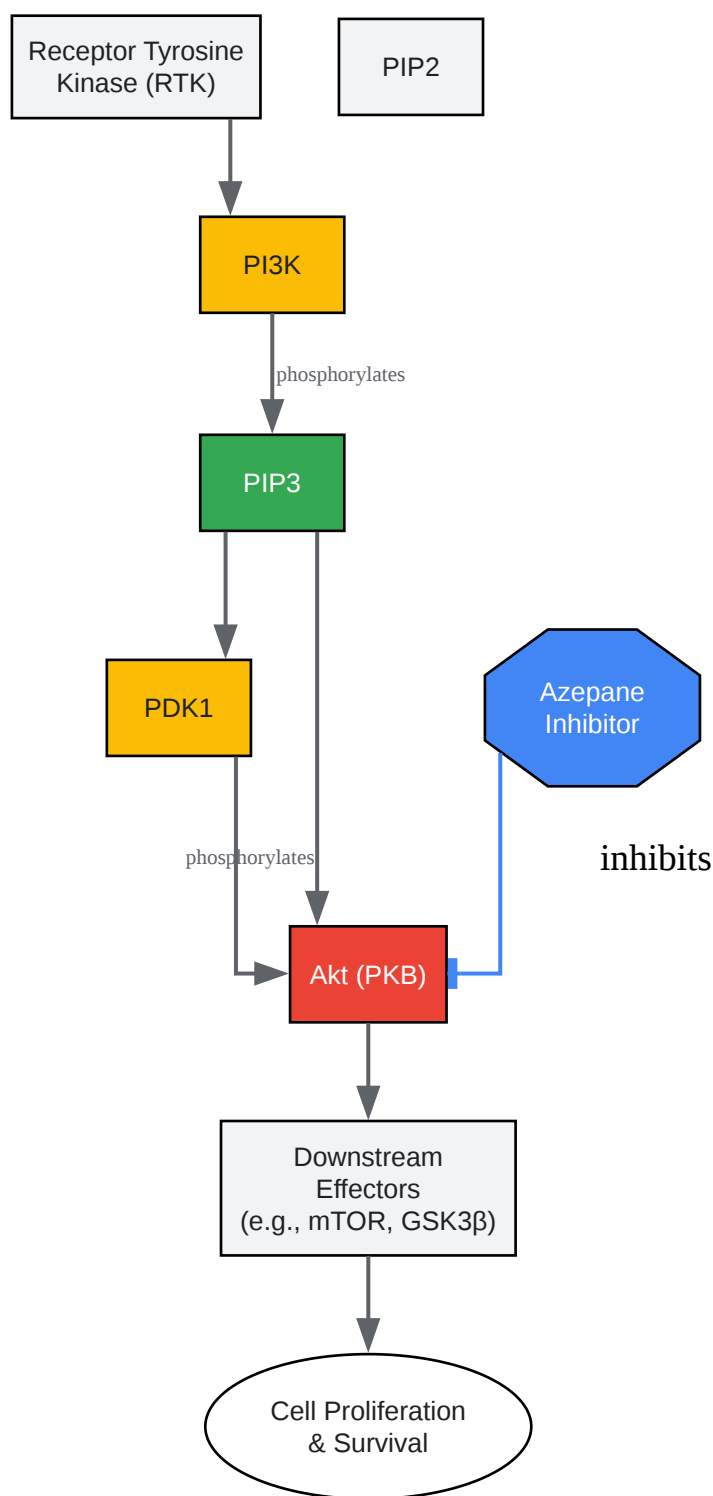 Receptor Tyrosine
Kinase (RTK)
PIP2
PI3K
phosphorylates
PIP3
PDK1
Azepane
Inhibitor
phosphorylates
inhibits
Akt (PKB)
Downstream
Effectors
(e.g., mTOR, GSK3β)
Cell Proliferation
& Survival